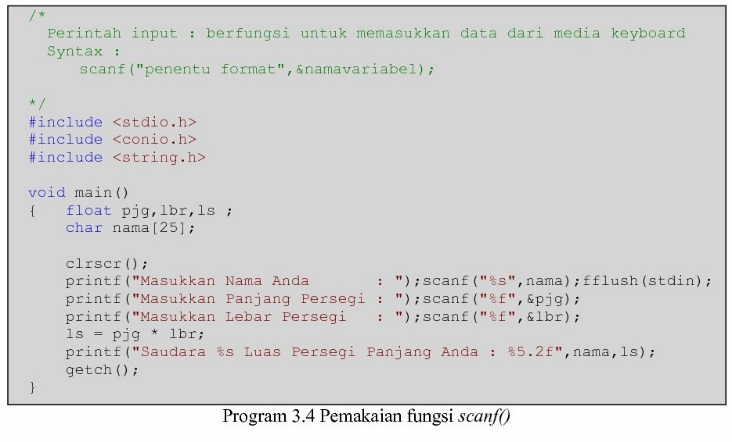 /*
  Perintah input : berfungsi untuk memasukkan data dari media keyboard
  Syntax :
     scanf("penentu format",&namavariabel);

*/
#include <stdio.h>
#include <conio.h>
#include <string.h>

void main()
{   float pjg,lbr,ls ;
    char nama[25];

    clrscr();
    printf("Masukkan Nama Anda       : ");scanf("%s",nama);fflush(stdin);
    printf("Masukkan Panjang Persegi : ");scanf("%f",&pjg);
    printf("Masukkan Lebar Persegi   : ");scanf("%f",&lbr);
    ls = pjg * lbr;
    printf("Saudara %s Luas Persegi Panjang Anda : %5.2f",nama,ls);
    getch();
}
Program 3.4 Pemakaian fungsi scanf()